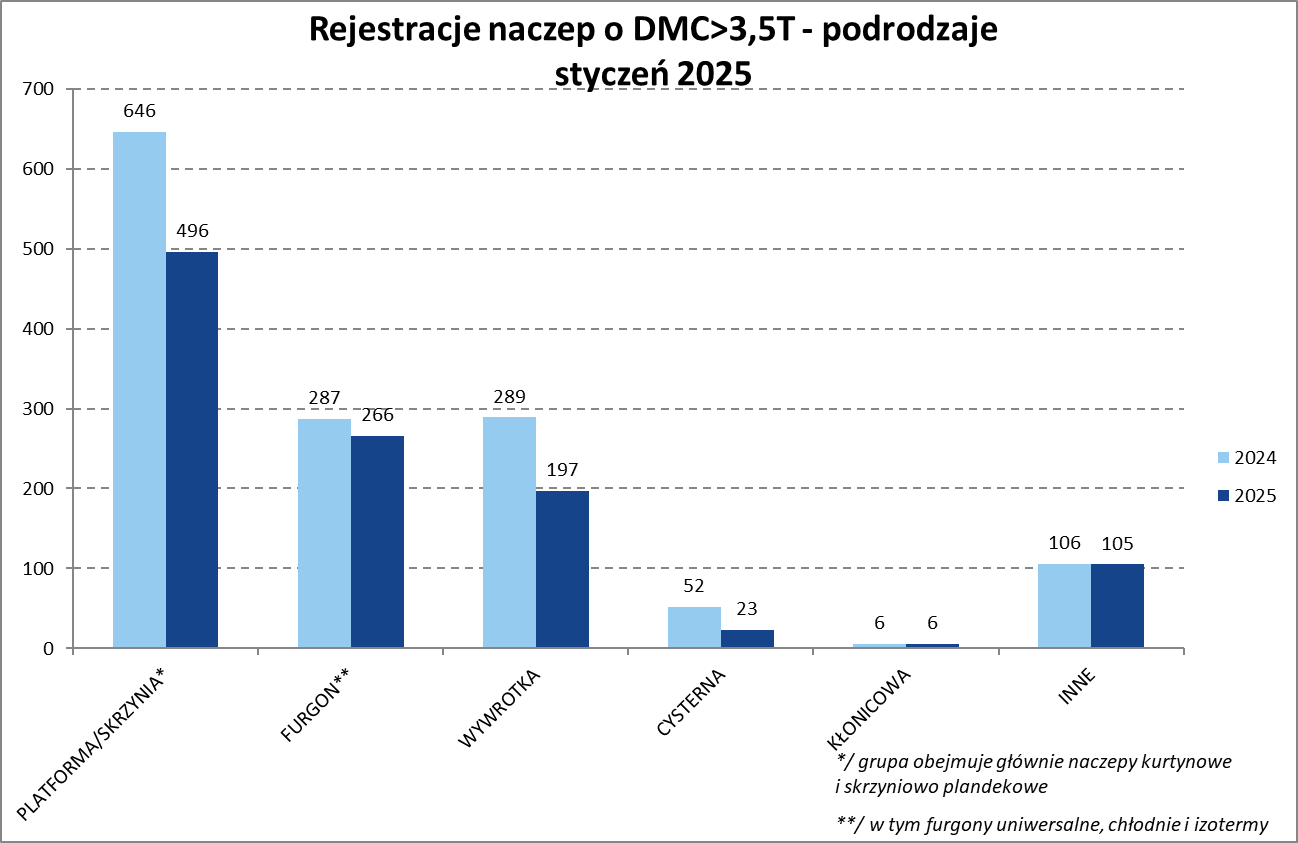 Rejestracje naczep o DMC>3,5T - podrodzaje
styczeń 2025
700
600
500
400
300
200
100
0
646
496
287
266
289
197
52
23
6
6
106
105
PLATFORMA/SKRZYNIA*
FURGON**
WYWROTKA
CYSTERNA
KŁONICOWA
INNE
2024
2025
*/ grupa obejmuje głównie naczepy kurtynowe
i skrzyniowo plandekowe
**/ w tym furgony uniwersalne, chłodnie i izotermy